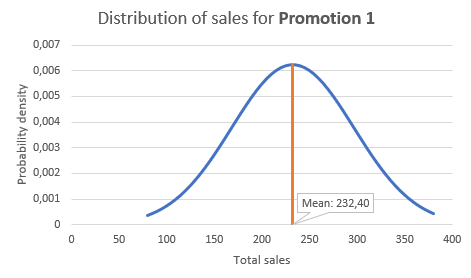 Distribution of sales for Promotion 1
0,007
0,006
0,005
0,004
0,003
0,002
0,001
0
Probability density
Mean: 232,40
0 50 100 150 200 250 300 350 400
Total sales